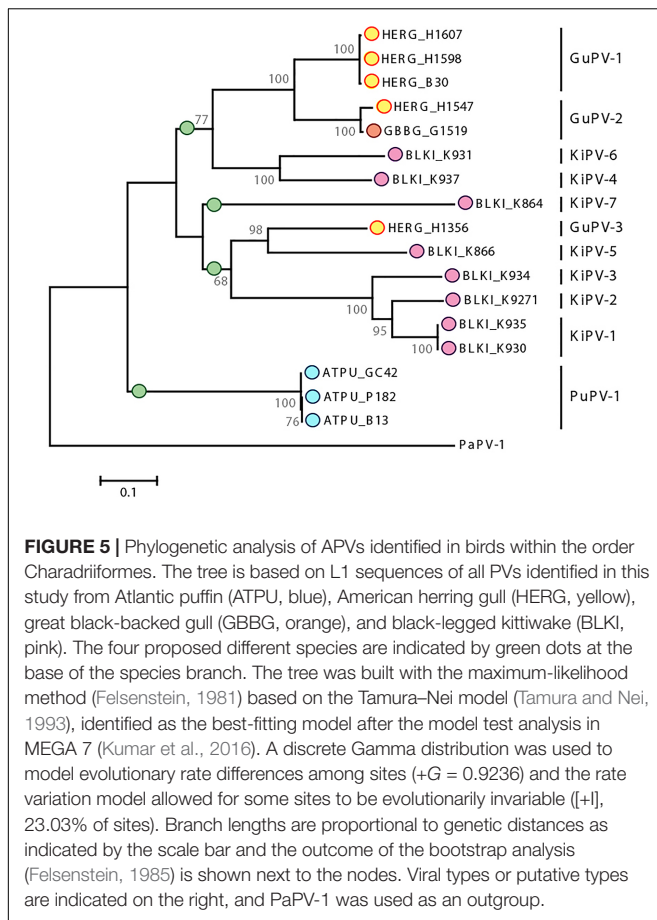 HERG_H1607
100
HERG_H1598
GuPV-1
100
HERG_B30
HERG_H1547
77
GuPV-2
100
GBBG_G1519
BLKI_K931
KiPV-6
100
BLKI_K937
KiPV-4
BLKI_K864
KiPV-7
98
HERG_H1356
GuPV-3
BLKI_K866
KiPV-5
68
BLKI_K934
KiPV-3
100
BLKI_K9271
KiPV-2
95
BLKI_K935
KiPV-1
100
BLKI_K930
ATPU_GC42
100
ATPU_P182
PuPV-1
76
ATPU_B13
PaPV-1
0.1
FIGURE 5 | Phylogenetic analysis of APVs identified in birds within the order
Charadriiformes. The tree is based on L1 sequences of all PVs identified in this
study from Atlantic puffin (ATPU, blue), American herring gull (HERG, yellow),
great black-backed gull (GBBG, orange), and black-legged kittiwake (BLKI,
pink). The four proposed different species are indicated by green dots at the
base of the species branch. The tree was built with the maximum-likelihood
method (Felsenstein, 1981) based on the Tamura–Nei model (Tamura and Nei,
1993), identified as the best-fitting model after the model test analysis in
MEGA 7 (Kumar et al., 2016). A discrete Gamma distribution was used to
model evolutionary rate differences among sites (+G = 0.9236) and the rate
variation model allowed for some sites to be evolutionarily invariable ([+I],
23.03% of sites). Branch lengths are proportional to genetic distances as
indicated by the scale bar and the outcome of the bootstrap analysis
(Felsenstein, 1985) is shown next to the nodes. Viral types or putative types
are indicated on the right, and PaPV-1 was used as an outgroup.